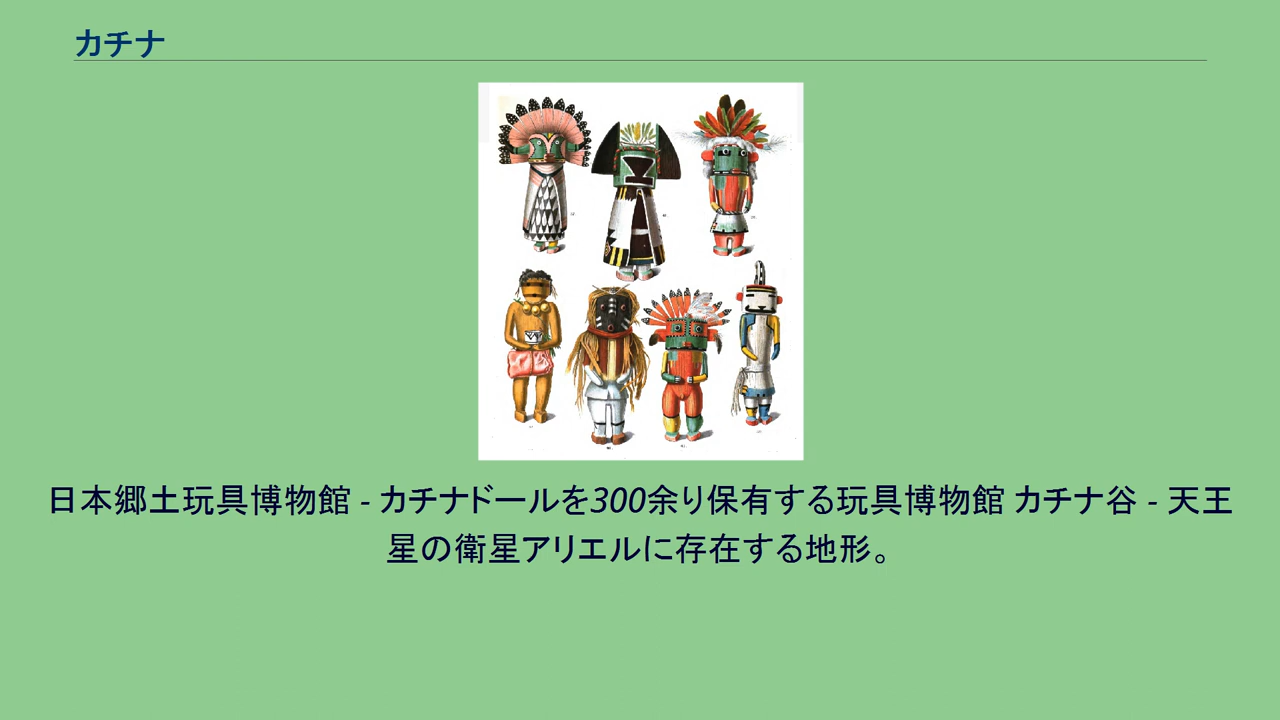 カチナ
日本郷土玩具博物館 - カチナドールを300余り保有する玩具博物館 カチナ谷 - 天王
星の衛星アリエルに存在する地形。